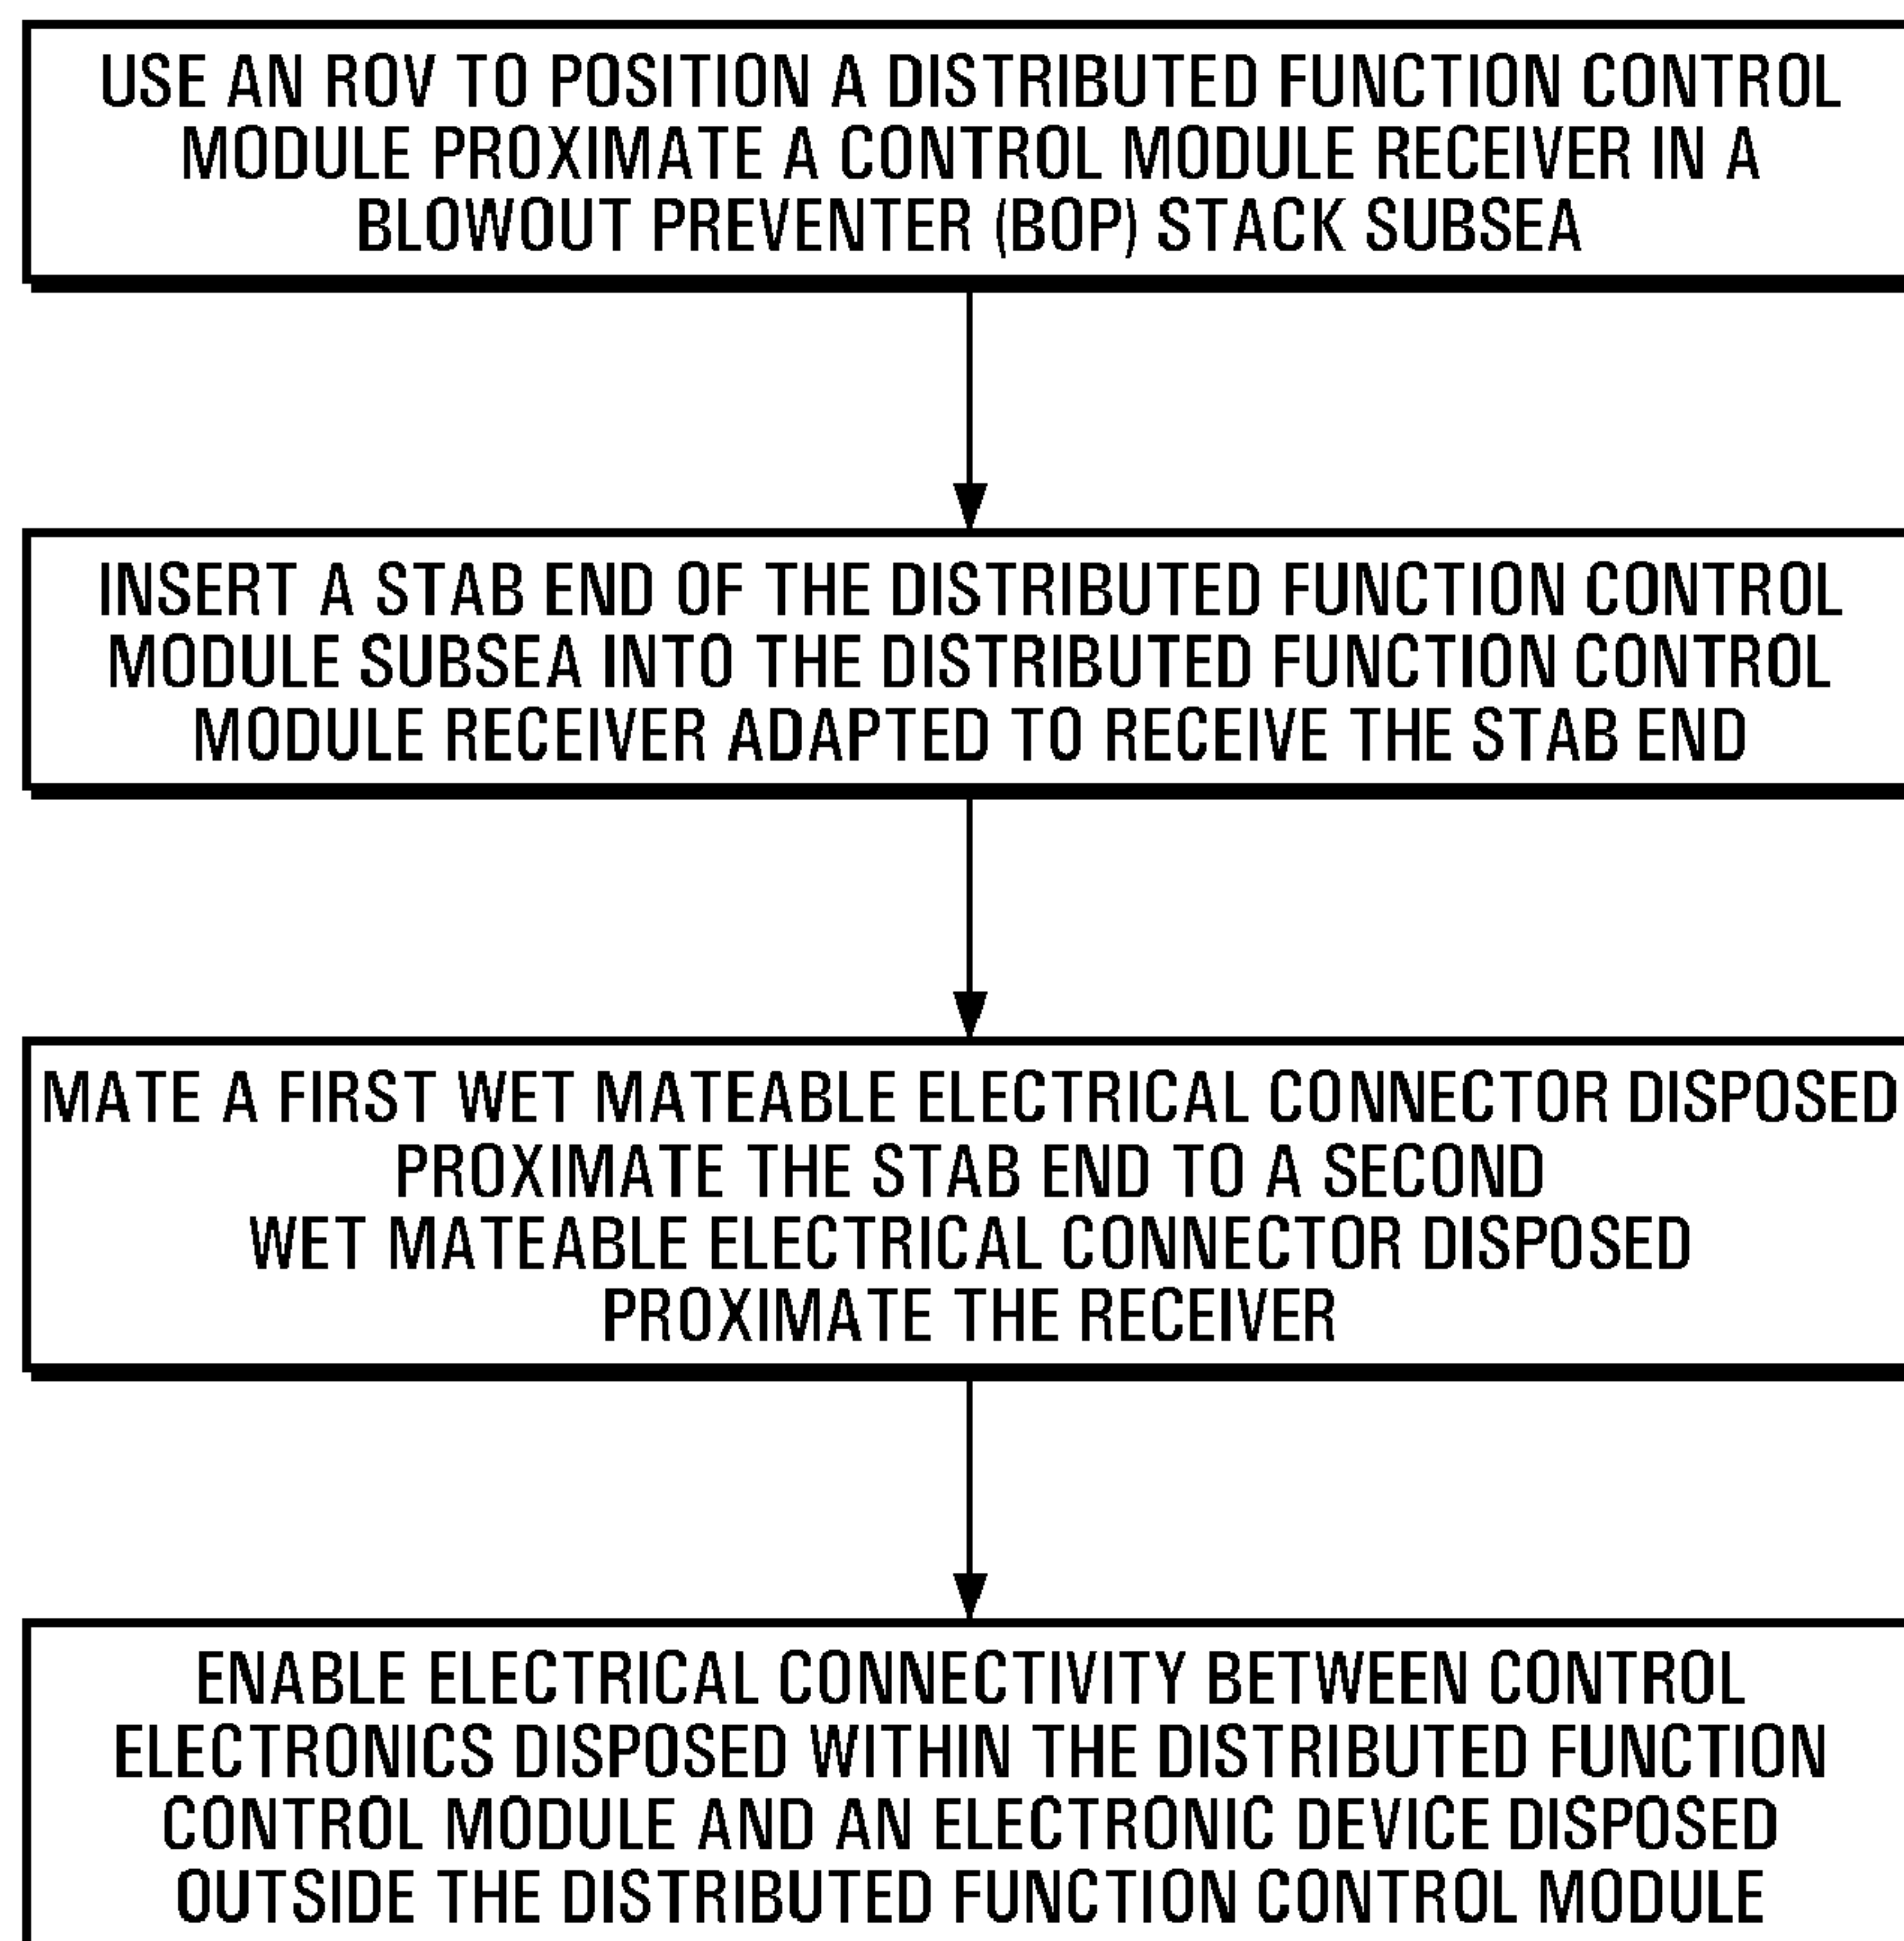 USE AN ROV TO POSITION A DISTRIBUTED FUNCTION CONTROL
MODULE PROXIMATE A CONTROL MODULE RECEIVER IN A
BLOWOUT PREVENTER (BOP) STACK SUBSEA
INSERT A STAB END OF THE DISTRIBUTED FUNCTION CONTROL
MODULE SUBSEA INTO THE DISTRIBUTED FUNCTION CONTROL
MODULE RECEIVER ADAPTED TO RECEIVE THE STAB END
MATE A FIRST WET MATEABLE ELECTRICAL CONNECTOR DISPOSED
PROXIMATE THE STAB END TO A SECOND
WET MATEABLE ELECTRICAL CONNECTOR DISPOSED
PROXIMATE THE RECEIVER
ENABLE ELECTRICAL CONNECTIVITY BETWEEN CONTROL
ELECTRONICS DISPOSED WITHIN THE DISTRIBUTED FUNCTION
CONTROL MODULE AND AN ELECTRONIC DEVICE DISPOSED
OUTSIDE THE DISTRIBUTED FUNCTION CONTROL MODULE